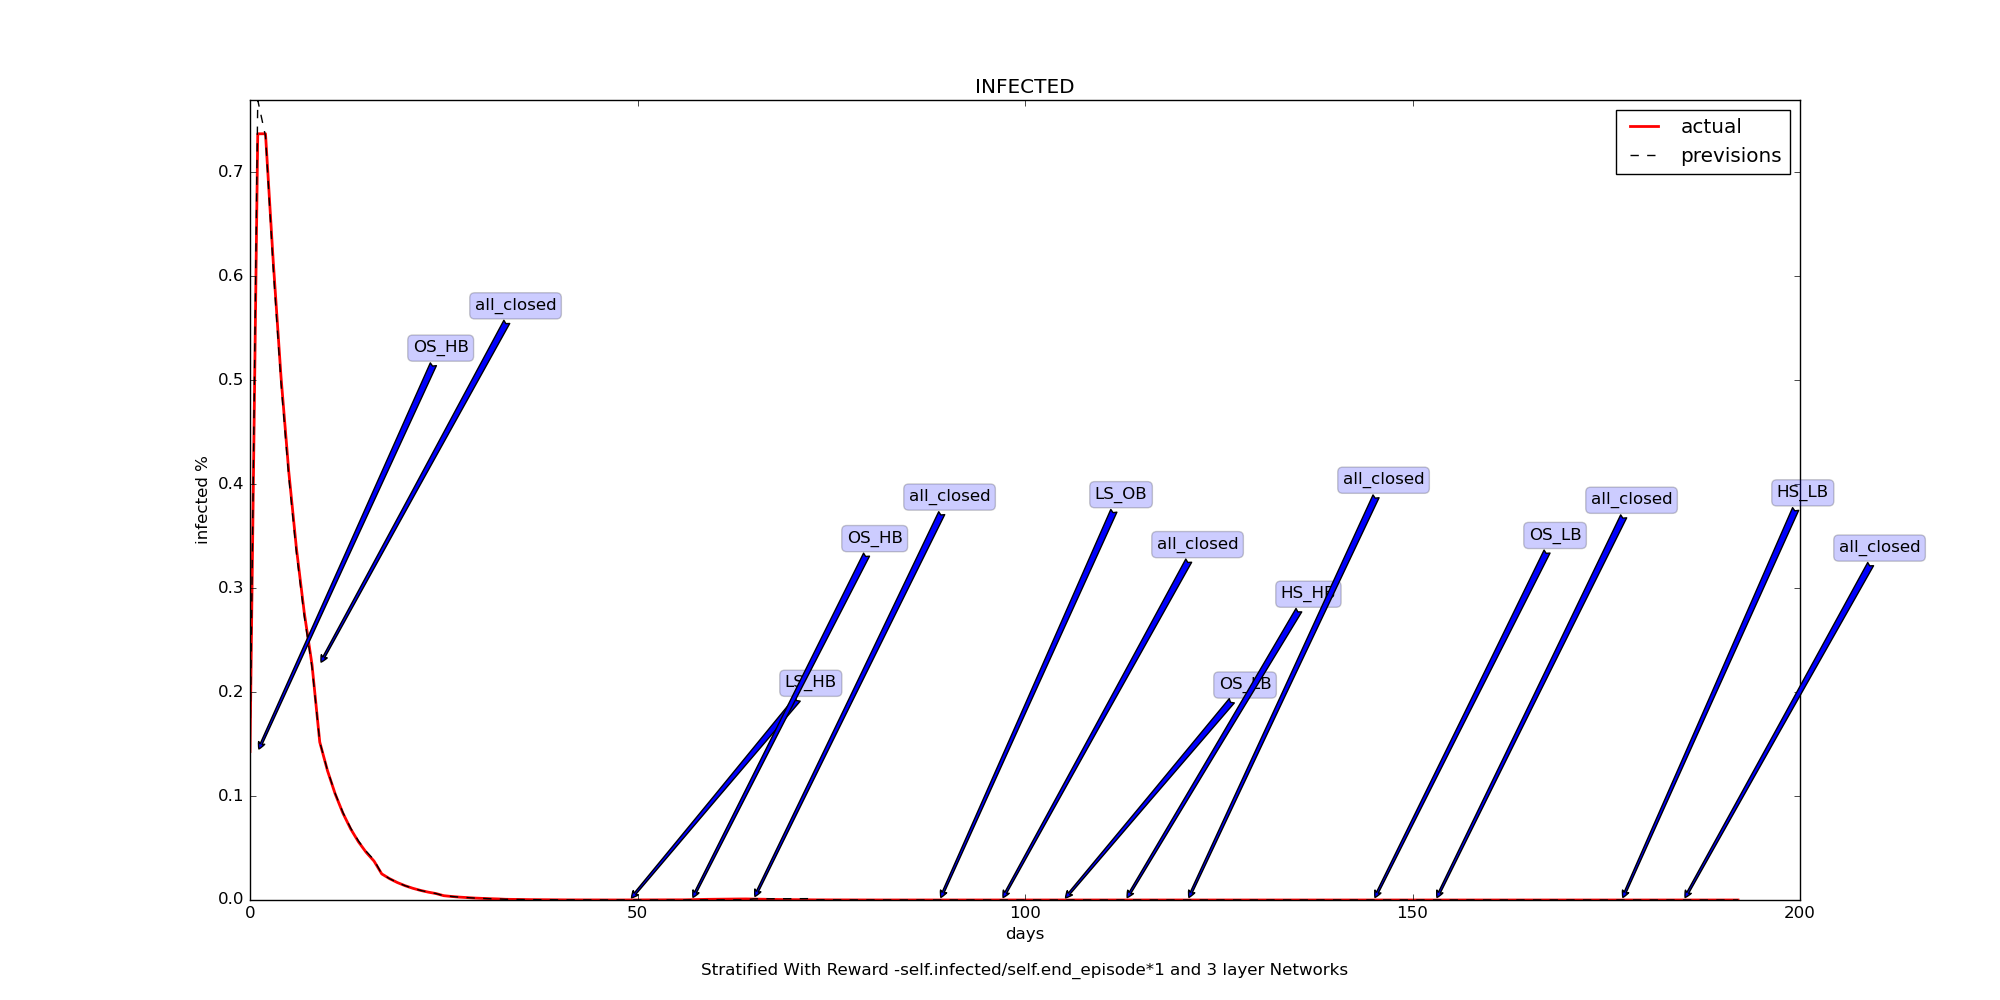 INFECTED
actual
previsions
infected %
0.7
0.6
0.5
0.4
0.3
0.2
0.1
0.0
all_closed
OS_HB
all_closed
LS_OB
all_closed
all_closed
HS_LB
OS_HB
all_closed
OS_LB
all_closed
HS_HB
LS_HB
OS_LB
0
50
100
150
200
days
Stratified With Reward -self.infected/self.end_episode*1 and 3 layer Networks